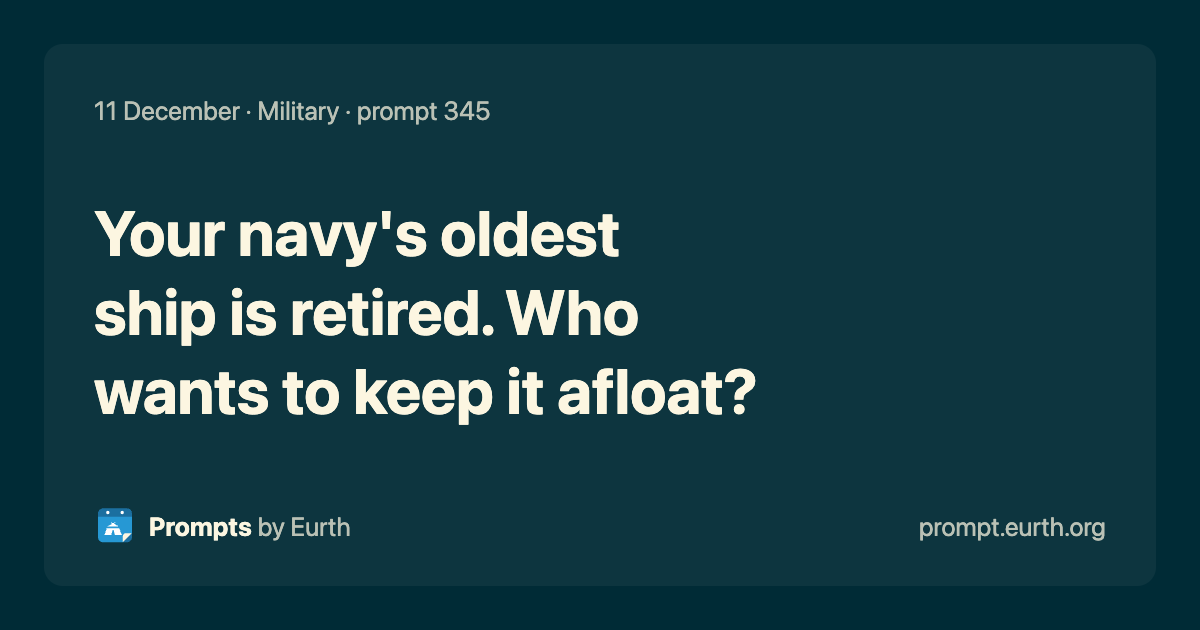 11 December · Military · prompt 345
Your navy's oldest
ship is retired. Who
wants to keep it afloat?
Prompts by Eurth
prompt.eurth.org